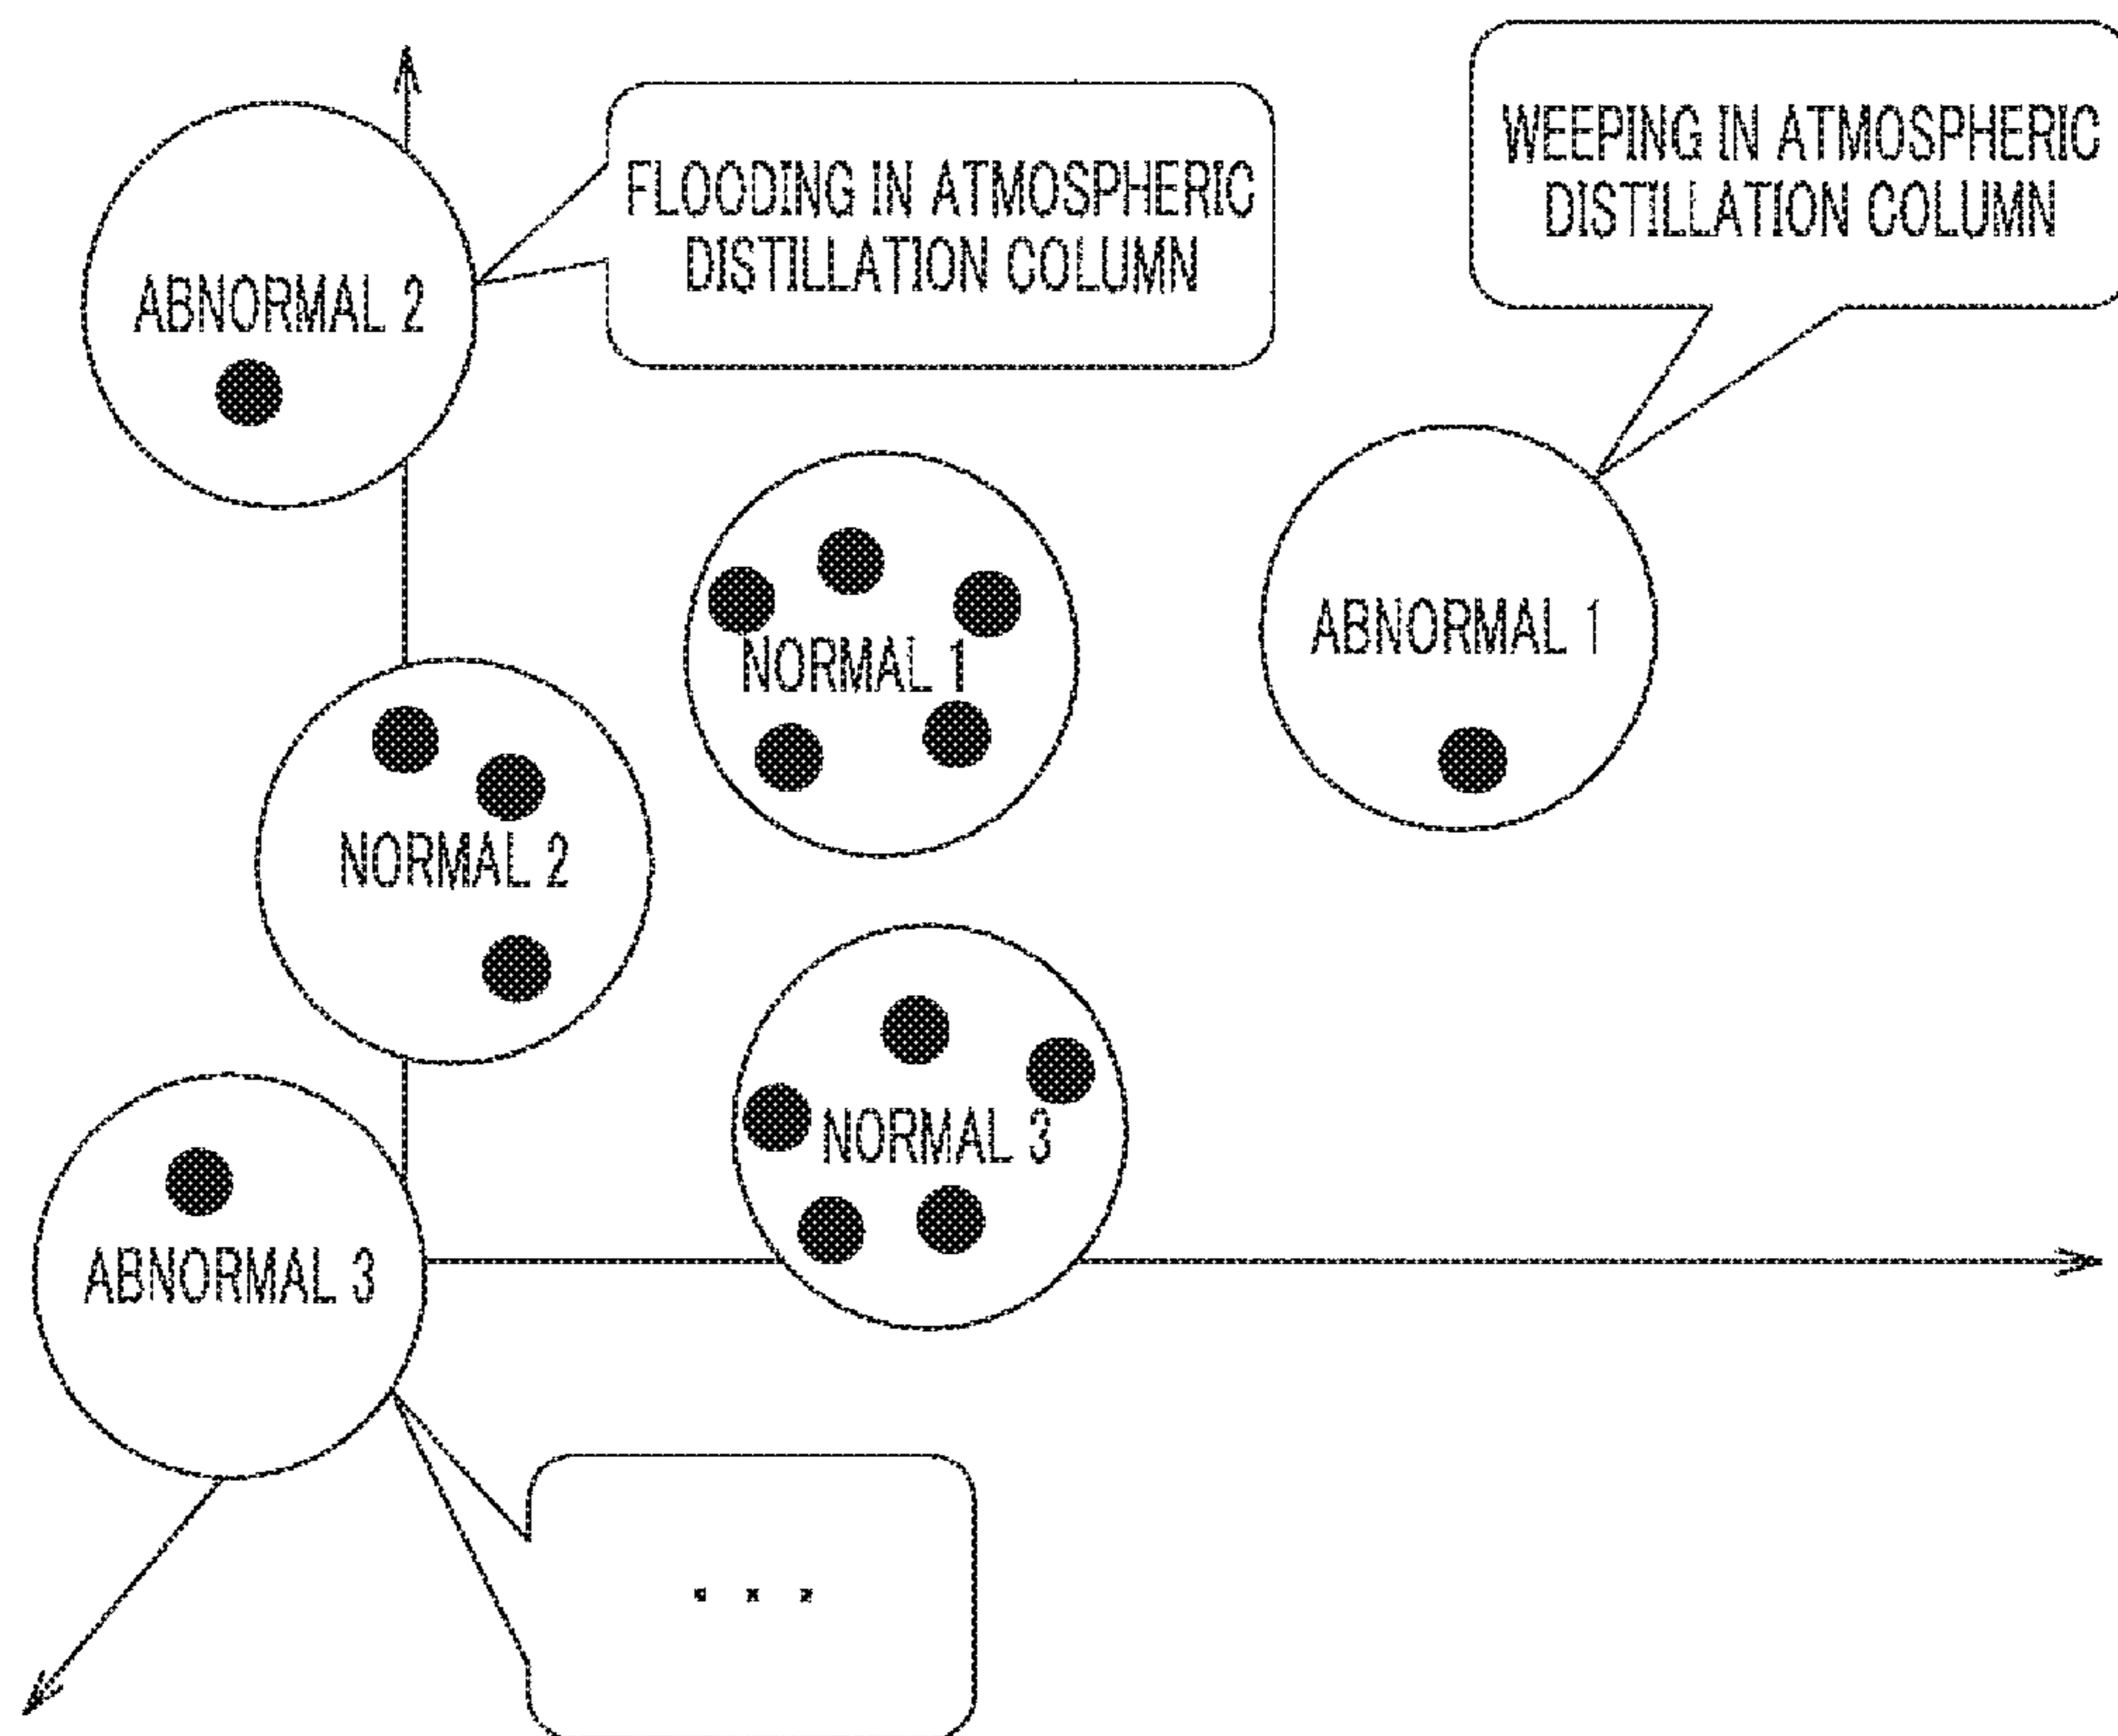 FLOODING IN ATMOSPHERIC
DISTILLATION COLUMN
WEEPING IN ATMOSPHERIC
DISTILLATION COLUMN
ABNORMAL 2
NORMAL 1
ABNORMAL 1
NORMAL 2
NORMAL 3
ABNORMAL 3
. . .